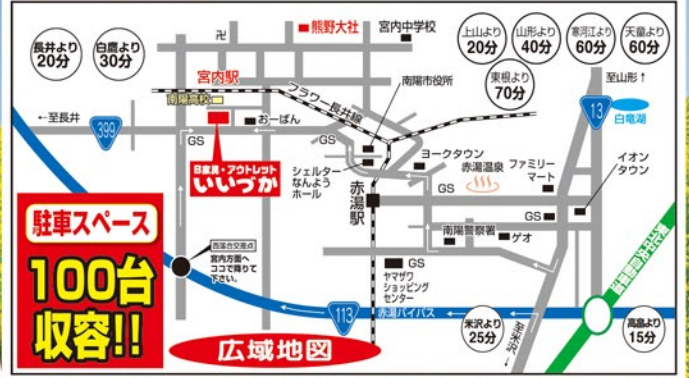 長井より
20分
白鷹より
30分
卍
熊野大社
宮内中学校
上山より
20分
山形より
40分
寒河江より
60分
天童より
60分
東根より
70分
至山形↑
宮内駅
フラワー長井線
南陽市役所
13
白竜湖
南陽高校
おーばん
←至長井
399
GS
GS
B家具・アウトレット
いいづか
シェルター
なんよう
ホール
ヨークタウン
赤湯温泉
ファミリー
マート
イオン
タウン
GS
赤湯駅
GS
南陽警察署
ゲオ
駐車スペース
100台
収容!!
西落合交差点
宮内方面へ
ココで降りて
下さい。
GS
ヤマザワ
ショッピング
センター
113
赤湯バイパス
米沢より
25分
至米沢↓
高畠より
15分
広域地図